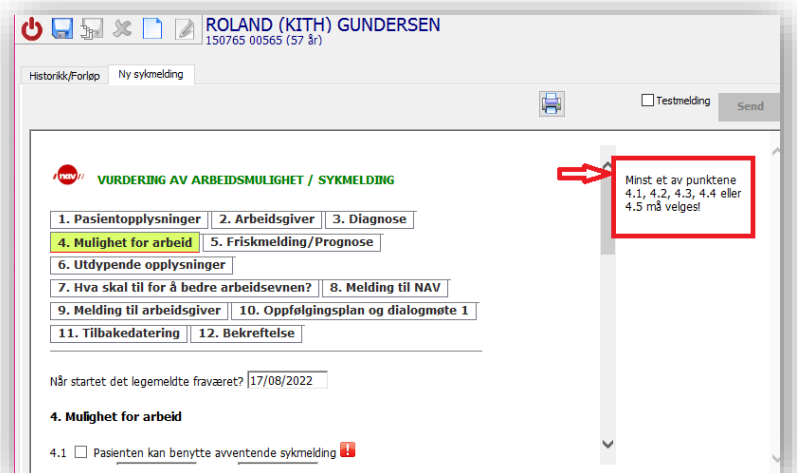 ROLAND (KITH) GUNDERSEN
150765 00565 (57 år)
Historikk/Forløp Ny sykmelding
Testmelding Send
nav VURDERING AV ARBEIDSMULIGHET / SYKMELDING
1. Pasientopplysninger 2. Arbeidsgiver 3. Diagnose
4. Mulighet for arbeid 5. Friskmelding/Prognose
6. Utdypende opplysninger
7. Hva skal til for å bedre arbeidsevnen? 8. Melding til NAV
9. Melding til arbeidsgiver 10. Oppfølgingsplan og dialogmøte 1
11. Tilbakedatering 12. Bekreftelse
Når startet det legemeldte fraværet? 17/08/2022
4. Mulighet for arbeid
4.1 Pasienten kan benytte avventende sykmelding !
Minst et av punktene
4.1, 4.2, 4.3, 4.4 eller
4.5 må velges!